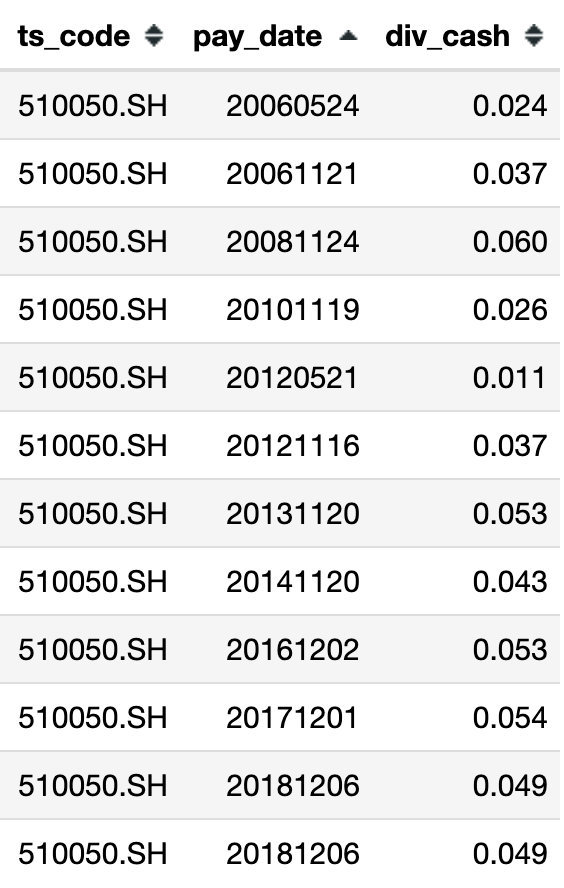 ts_code pay_date div_cash
510050.SH 20060524 0.024
510050.SH 20061121 0.037
510050.SH 20081124 0.060
510050.SH 20101119 0.026
510050.SH 20120521 0.011
510050.SH 20121116 0.037
510050.SH 20131120 0.053
510050.SH 20141120 0.043
510050.SH 20161202 0.053
510050.SH 20171201 0.054
510050.SH 20181206 0.049
510050.SH 20181206 0.049